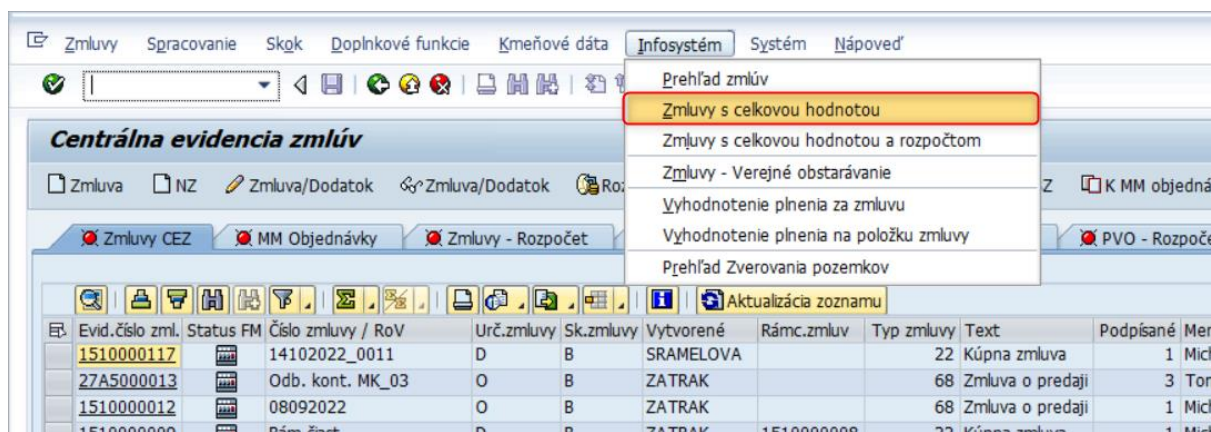 Zmluvy Spracovanie Skok Doplnkové funkcie Kmeňové dáta Infosystém Systém Nápoveď
Prehľad zmlúv
Zmluvy s celkovou hodnotou
Centrálna evidencia zmlúv
Zmluvy s celkovou hodnotou a rozpočtom
Zmluvy - Verejné obstarávanie
Zmluva NZ Zmluva/Dodatok Zmluva/Dodatok Z K MM objedná
Vyhodnotenie plnenia za zmluvu
Vyhodnotenie plnenia na položku zmluvy
Zmluvy CEZ MM Objednávky Zmluvy - Rozpočet PVO - Rozpoče
Prehľad Zverovania pozemkov
Aktualizácia zoznamu
Evid.číslo zml. Status FM Číslo zmluvy / RoV Urč.zmluvy Sk.zmluvy Vytvorené Rámc.zmluv Typ zmluvy Text Podpísané
1510000117 14102022_0011 D B SRAMELOVA 22 Kúpna zmluva 1
27A5000013 Odb. kont. MK_03 O B ZATRAK 68 Zmluva o predaji 3
1510000012 08092022 O B ZATRAK 68 Zmluva o predaji 1